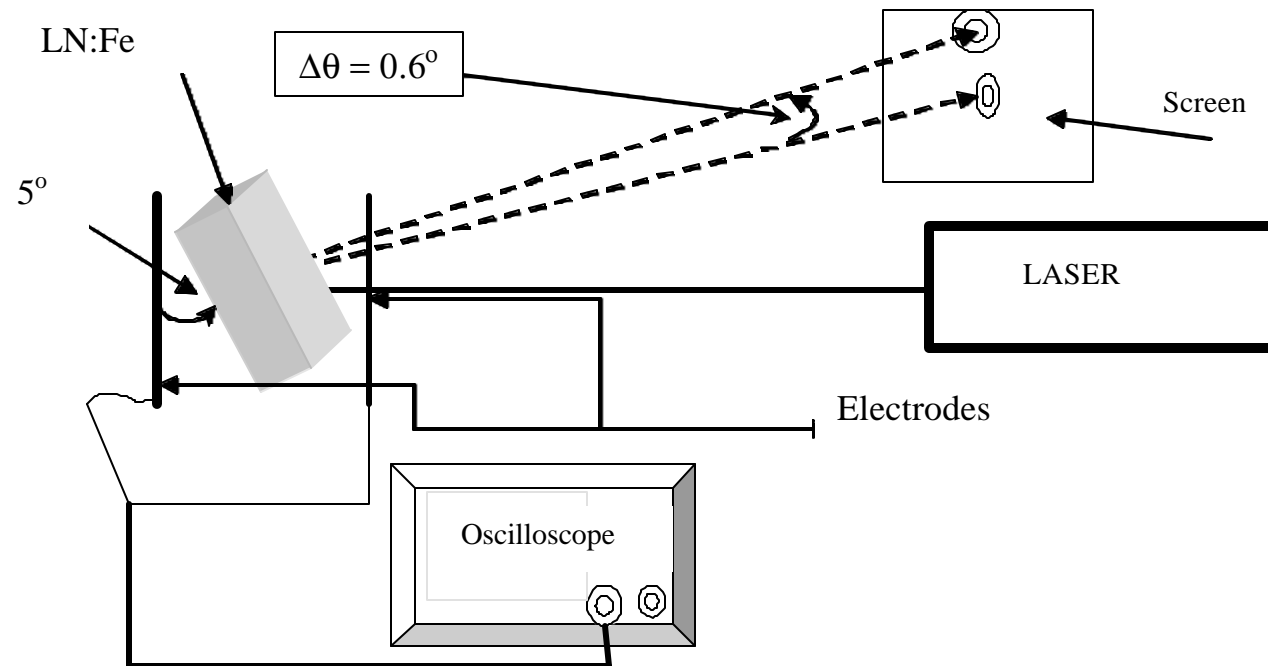 LN:Fe
Δθ = 0.6°
Screen
5°
LASER
Electrodes
Oscilloscope